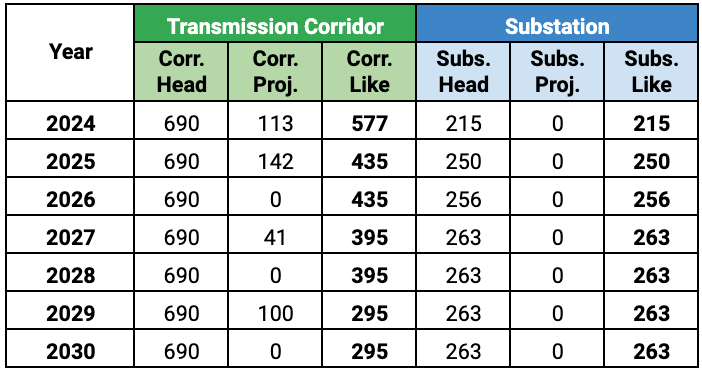 Year Transmission Corridor Substation
Corr. Head Corr. Proj. Corr. Like Subs. Head Subs. Proj. Subs. Like
2024 690 113 577 215 0 215
2025 690 142 435 250 0 250
2026 690 0 435 256 0 256
2027 690 41 395 263 0 263
2028 690 0 395 263 0 263
2029 690 100 295 263 0 263
2030 690 0 295 263 0 263